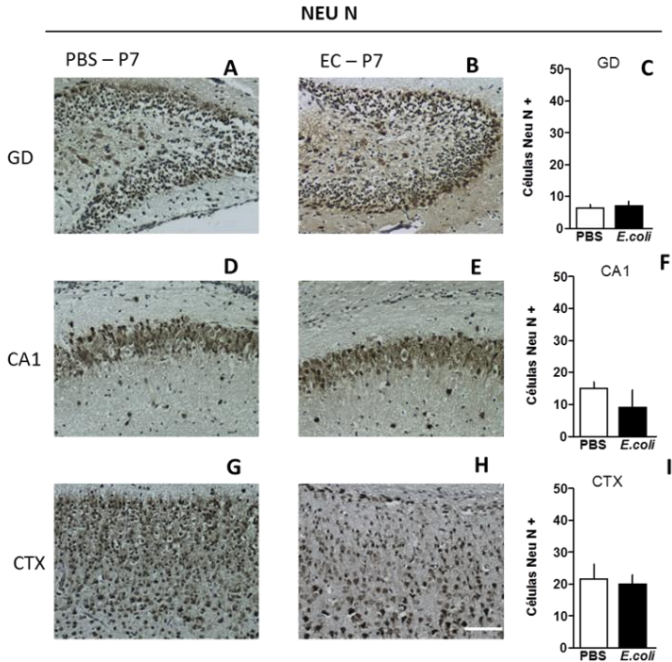 NEU N
PBS – P7
EC – P7
A
B
C
GD
GD
Células Neu N +
50
40
30
20
10
0
PBS
E.coli
D
E
F
CA1
CA1
Células Neu N +
50
40
30
20
10
0
PBS
E.coli
G
H
I
CTX
CTX
Células Neu N +
50
40
30
20
10
0
PBS
E.coli